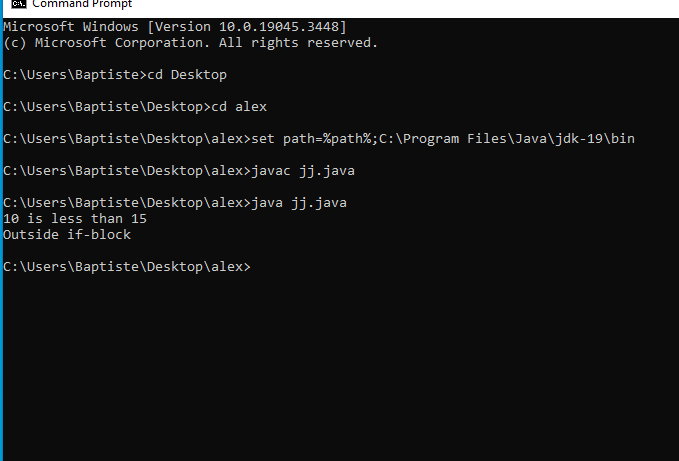 Command Prompt
Microsoft Windows [Version 10.0.19045.3448]
(c) Microsoft Corporation. All rights reserved.
C:\Users\Baptiste>cd Desktop
C:\Users\Baptiste\Desktop>cd alex
C:\Users\Baptiste\Desktop\alex>set path=%path%;C:\Program Files\Java\jdk-19\bin
C:\Users\Baptiste\Desktop\alex>javac jj.java
C:\Users\Baptiste\Desktop\alex>java jj.java
10 is less than 15
Outside if-block
C:\Users\Baptiste\Desktop\alex>